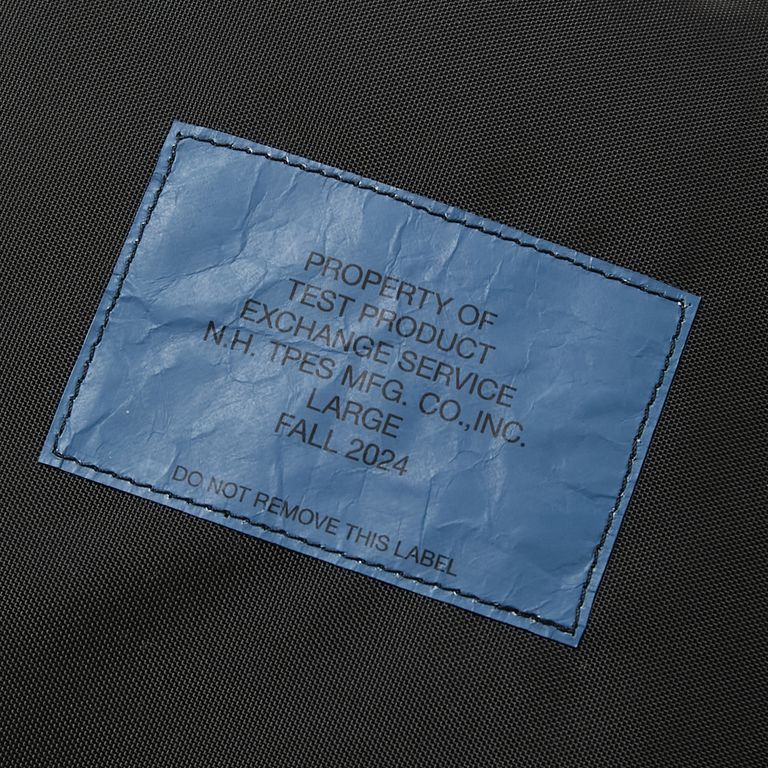 PROPERTY OF
TEST PRODUCT
EXCHANGE SERVICE
N.H. TPES MFG. CO.,INC.
LARGE
FALL 2024
DO NOT REMOVE THIS LABEL